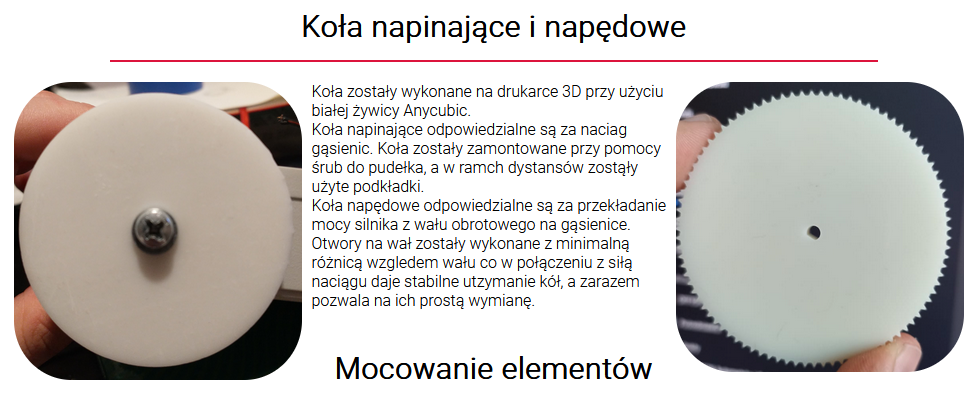 Koła napinające i napędowe
Koła zostały wykonane na drukarce 3D przy użyciu
białej żywicy Anycubic.
Koła napinające odpowiedzialne są za naciag
gąsienic. Koła zostały zamontowane przy pomocy
śrub do pudełka, a w ramch dystansów zostąły
użyte podkładki.
Koła napędowe odpowiedzialne są za przekładanie
mocy silnika z wału obrotowego na gąsienice.
Otwory na wał zostały wykonane z minimalną
różnicą wzgledem wału co w połączeniu z siłą
naciągu daje stabilne utzymanie kół, a zarazem
pozwala na ich prostą wymianę.
Mocowanie elementów